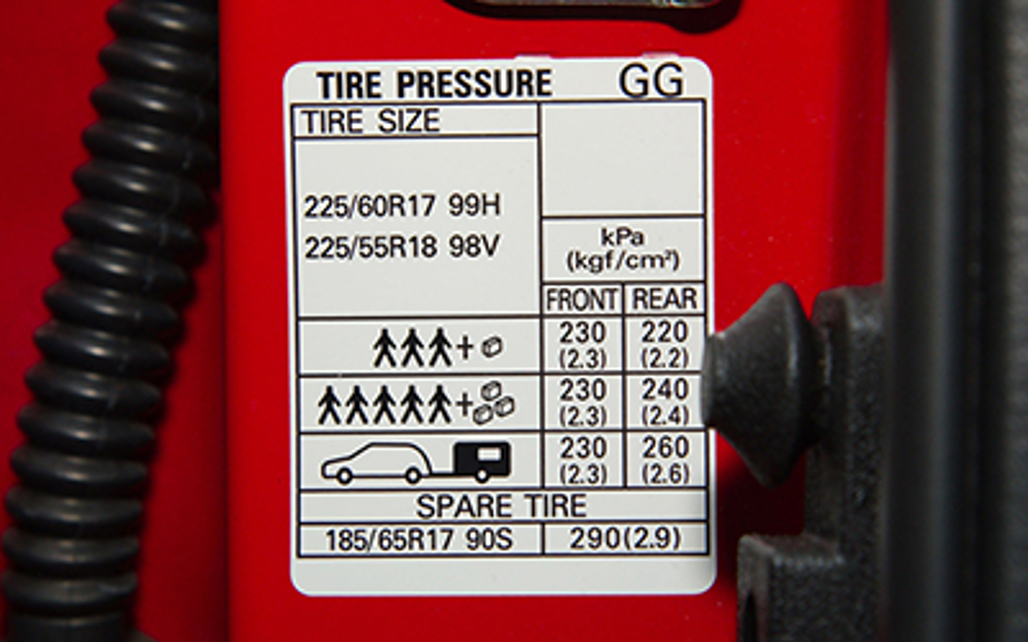 TIRE PRESSURE GG
TIRE SIZE
225/60R17 99H
225/55R18 98V
kPa
(kgf/cm²)
FRONT REAR
+ 230 220
(2.3) (2.2)
+ 230 240
(2.3) (2.4)
230 260
(2.3) (2.6)
SPARE TIRE
185/65R17 90S 290(2.9)